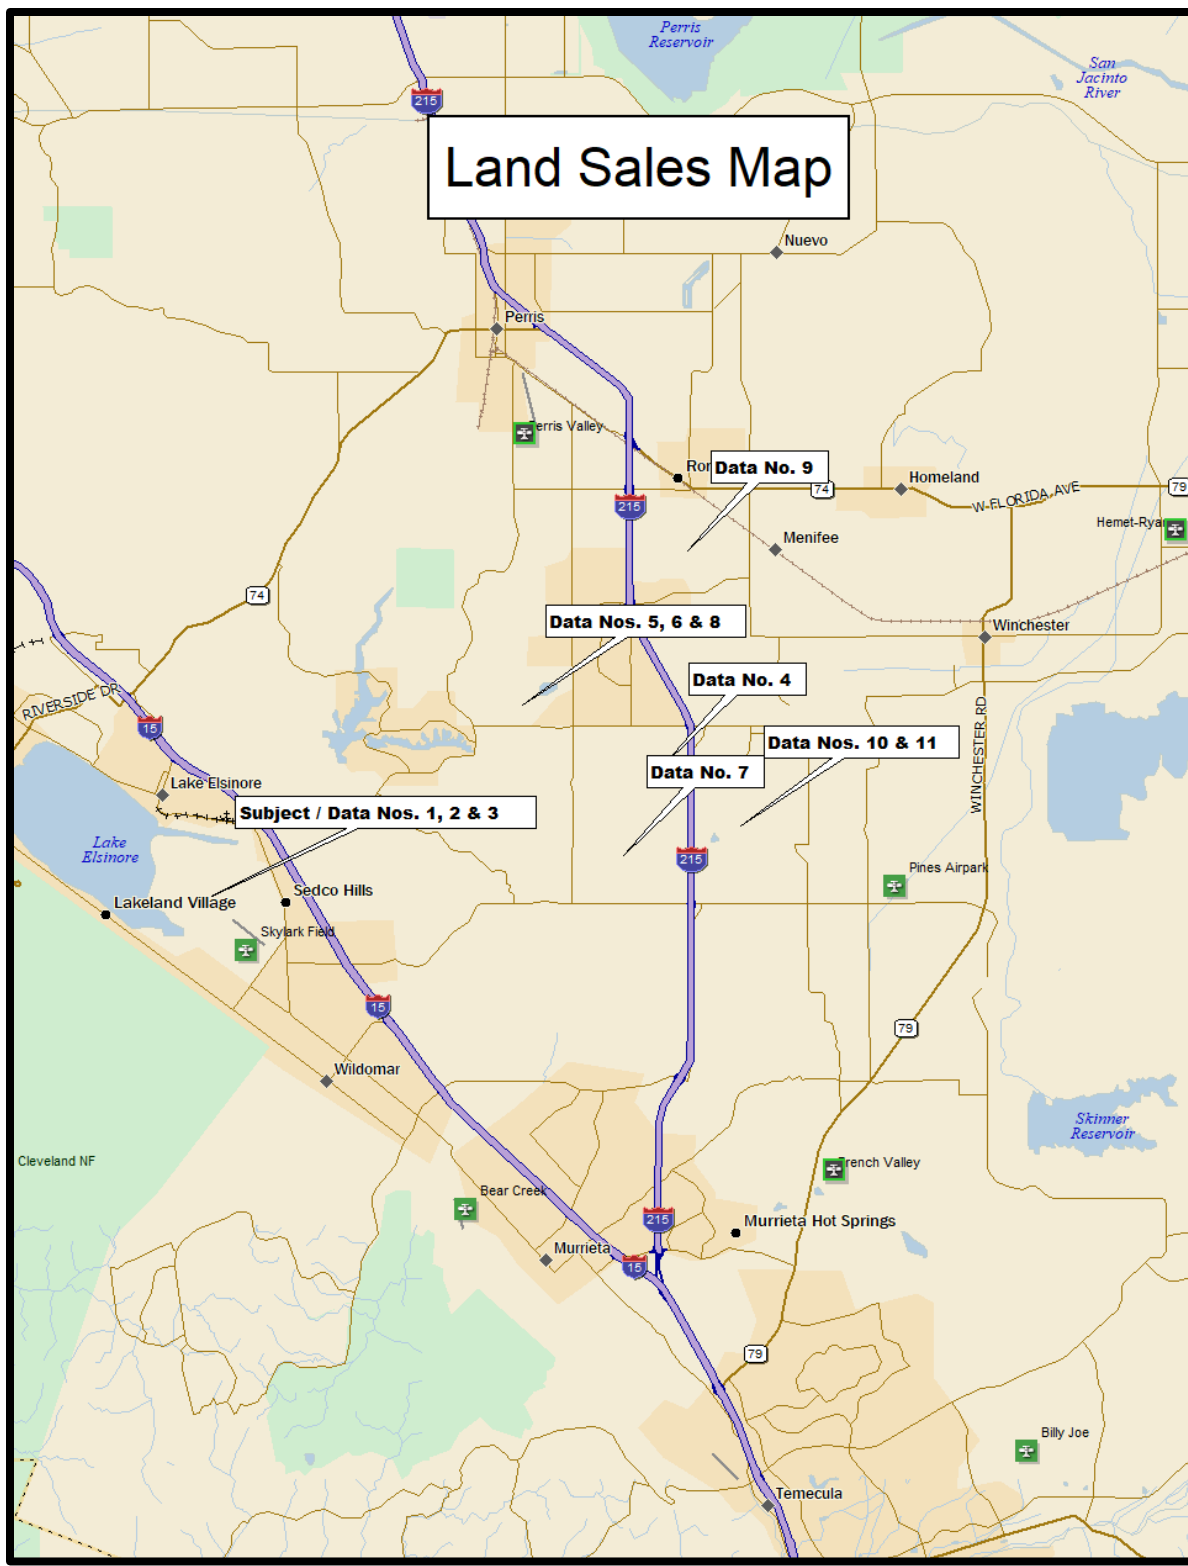 Perris
Reservoir
San
Jacinto
River
215
Land Sales Map
Nuevo
Perris
Perris Valley
Data No. 9
Homeland
74
79
W FLORIDA AVE
215
Hemet-Ryan
Menifee
74
Data Nos. 5, 6 & 8
Winchester
RIVERSIDE DR
Data No. 4
15
WINCHESTER RD
Data Nos. 10 & 11
Data No. 7
Lake Elsinore
Subject / Data Nos. 1, 2 & 3
Lake
Elsinore
215
Pines Airpark
Sedco Hills
Lakeland Village
Skylark Field
15
79
Wildomar
Skinner
Reservoir
Cleveland NF
French Valley
Bear Creek
215
Murrieta Hot Springs
Murrieta
15
79
Billy Joe
Temecula